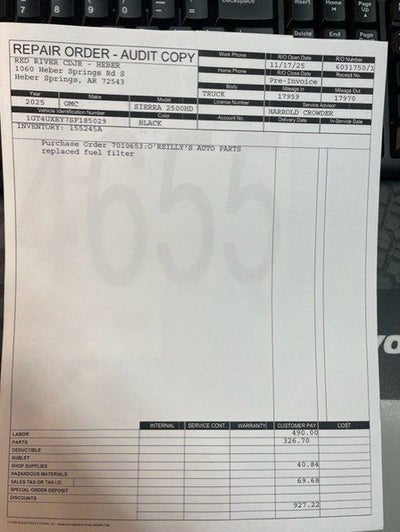 REPAIR ORDER - AUDIT COPY
RED RIVER CDJR - HEBER
1060 Heber Springs Rd S
Heber Springs, AR 72543
Work Phone
R/O Open Date
R/O Number
11/17/25
6031750/1
Home Phone
R/O Close Date
Receipt No.
Pre-Invoice
Body
Mileage In
Mileage Out
TRUCK
17959
17970
Year
Make
Model
License Number
Service Advisor
2025
GMC
SIERRA 2500HD
HARROLD CROWDER
Vehicle Identification Number
Color
Account No.
Delivery Date
In-Service Date
1GT4UXEY7SF185029
BLACK
INVENTORY: 155245A
Purchase Order 7010653:O'REILLY'S AUTO PARTS
replaced fuel filter
INTERNAL
SERVICE CONT.
WARRANTY
CUSTOMER PAY
COST
LABOR
490.00
PARTS
326.70
DEDUCTIBLE
SUBLET
SHOP SUPPLIES
40.84
HAZARDOUS MATERIALS
SALES TAX OR TAX I.D.
69.68
SPECIAL ORDER DEPOSIT
DISCOUNTS
927.22